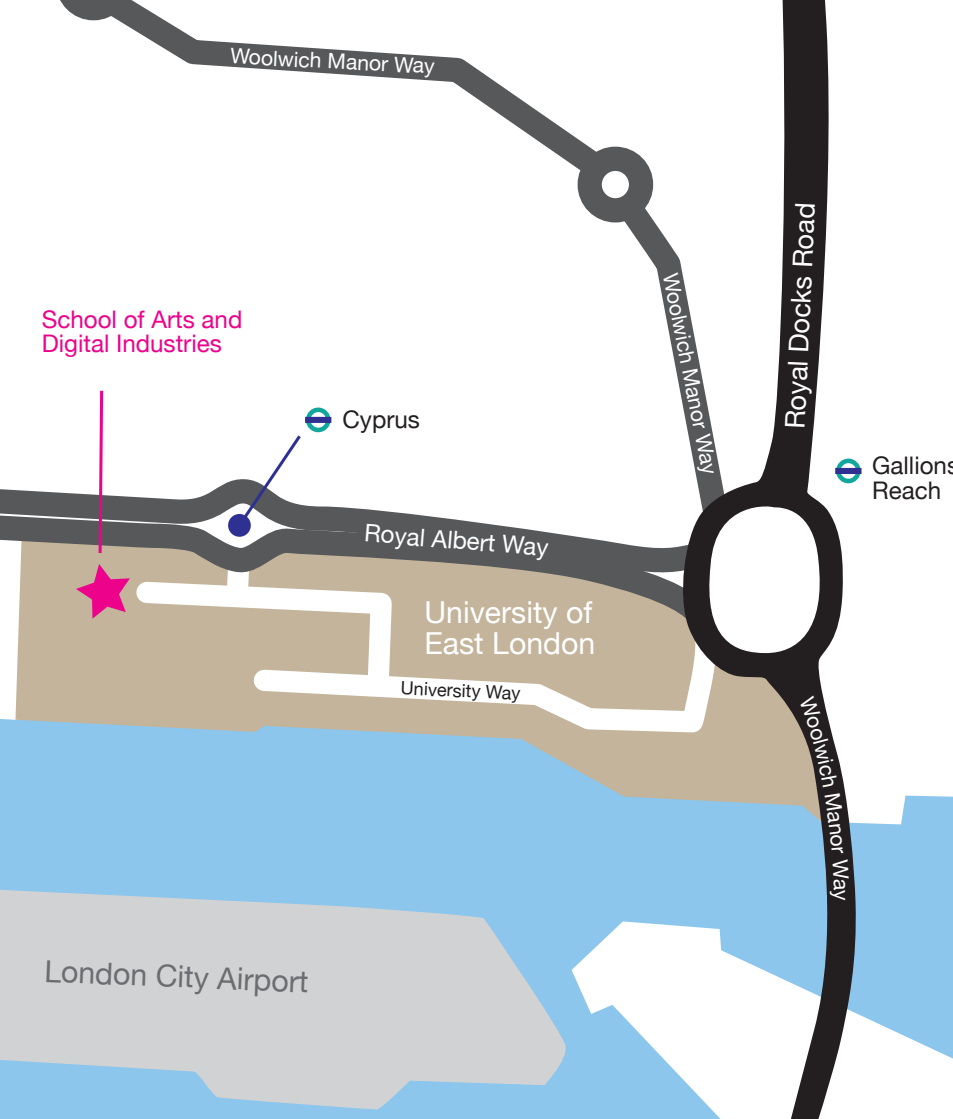 Woolwich Manor Way
Royal Docks Road
Woolwich Manor Way
School of Arts and
Digital Industries
Cyprus
Gallions
Reach
Royal Albert Way
University of
East London
University Way
Woolwich Manor Way
London City Airport